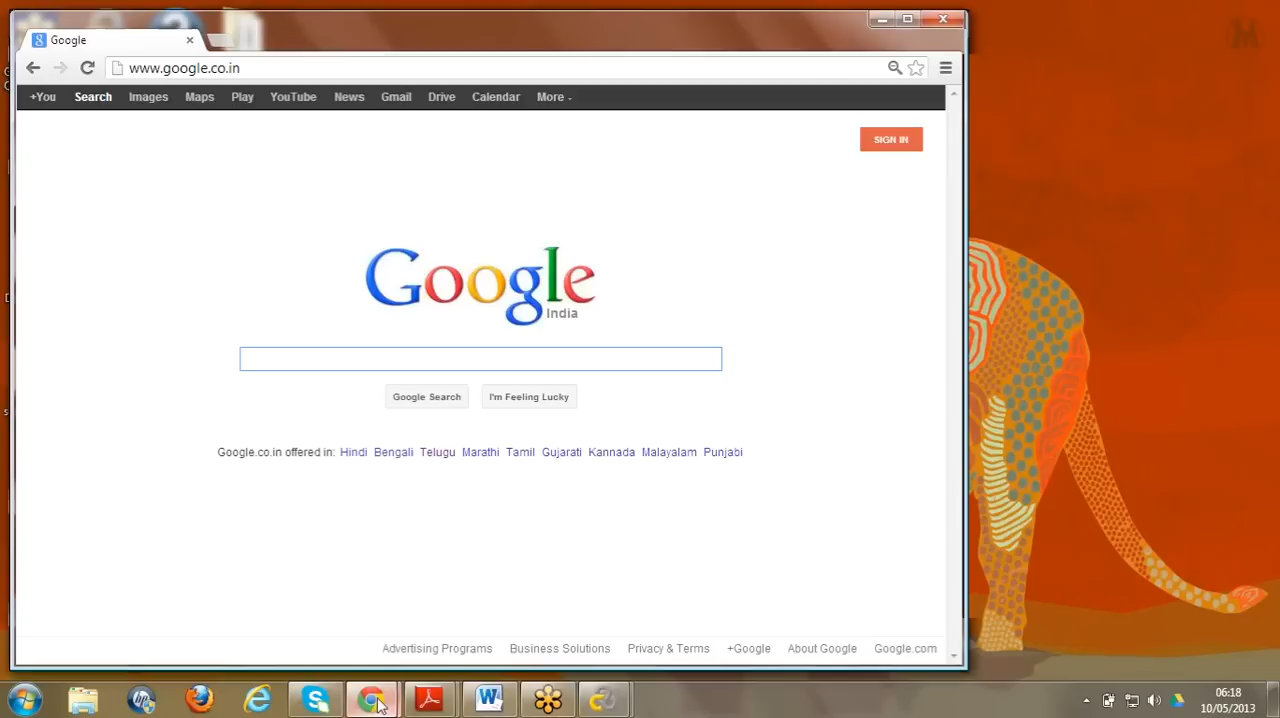 Google
www.google.co.in
+You Search Images Maps Play YouTube News Gmail Drive Calendar More
SIGN IN
Google
India
Google Search I'm Feeling Lucky
Google.co.in offered in: Hindi Bengali Telugu Marathi Tamil Gujarati Kannada Malayalam Punjabi
Advertising Programs Business Solutions Privacy & Terms +Google About Google Google.com
06:18
10/05/2013